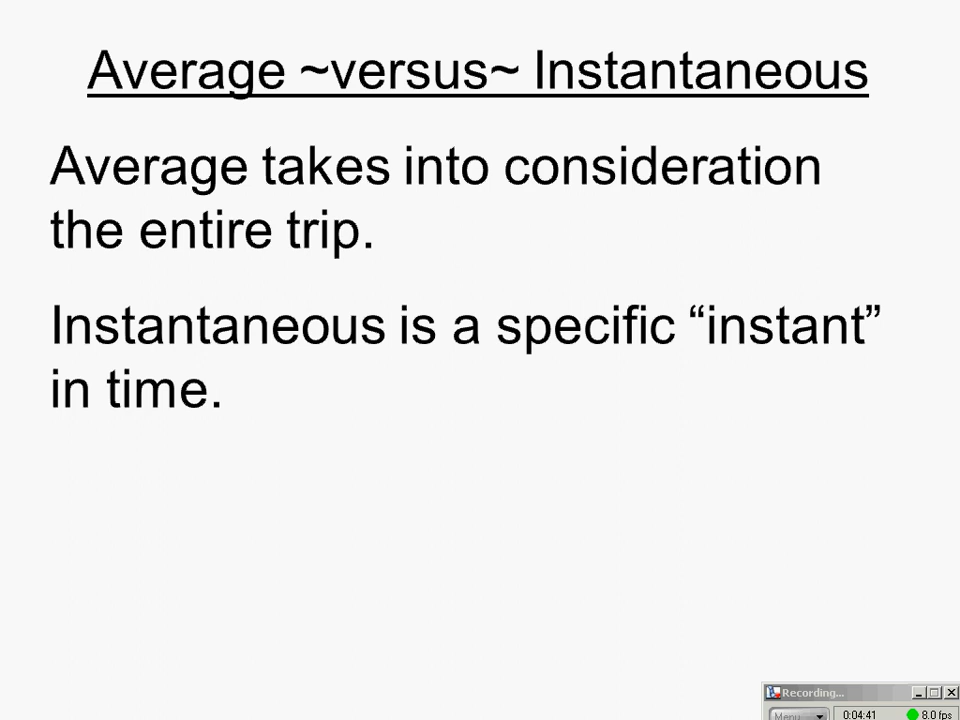 Average ~versus~ Instantaneous
Average takes into consideration
the entire trip.
Instantaneous is a specific “instant”
in time.
Recording...
Menu 0:04:41 8.0 fps